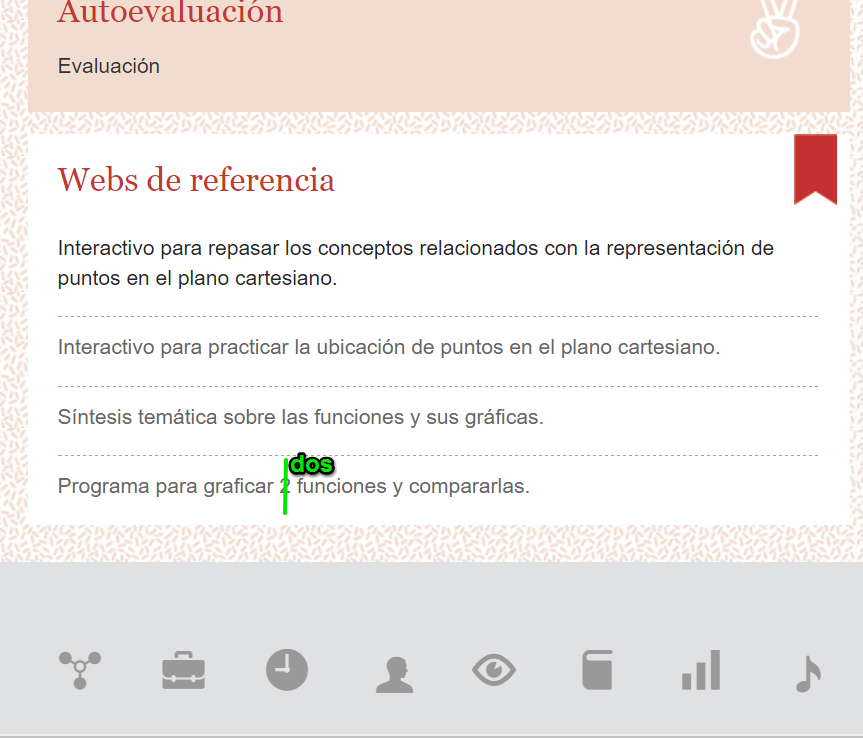 Autoevaluación
Evaluación
Webs de referencia
Interactivo para repasar los conceptos relacionados con la representación de
puntos en el plano cartesiano.
Interactivo para practicar la ubicación de puntos en el plano cartesiano.
Síntesis temática sobre las funciones y sus gráficas.
dos
Programa para graficar 2 funciones y compararlas.